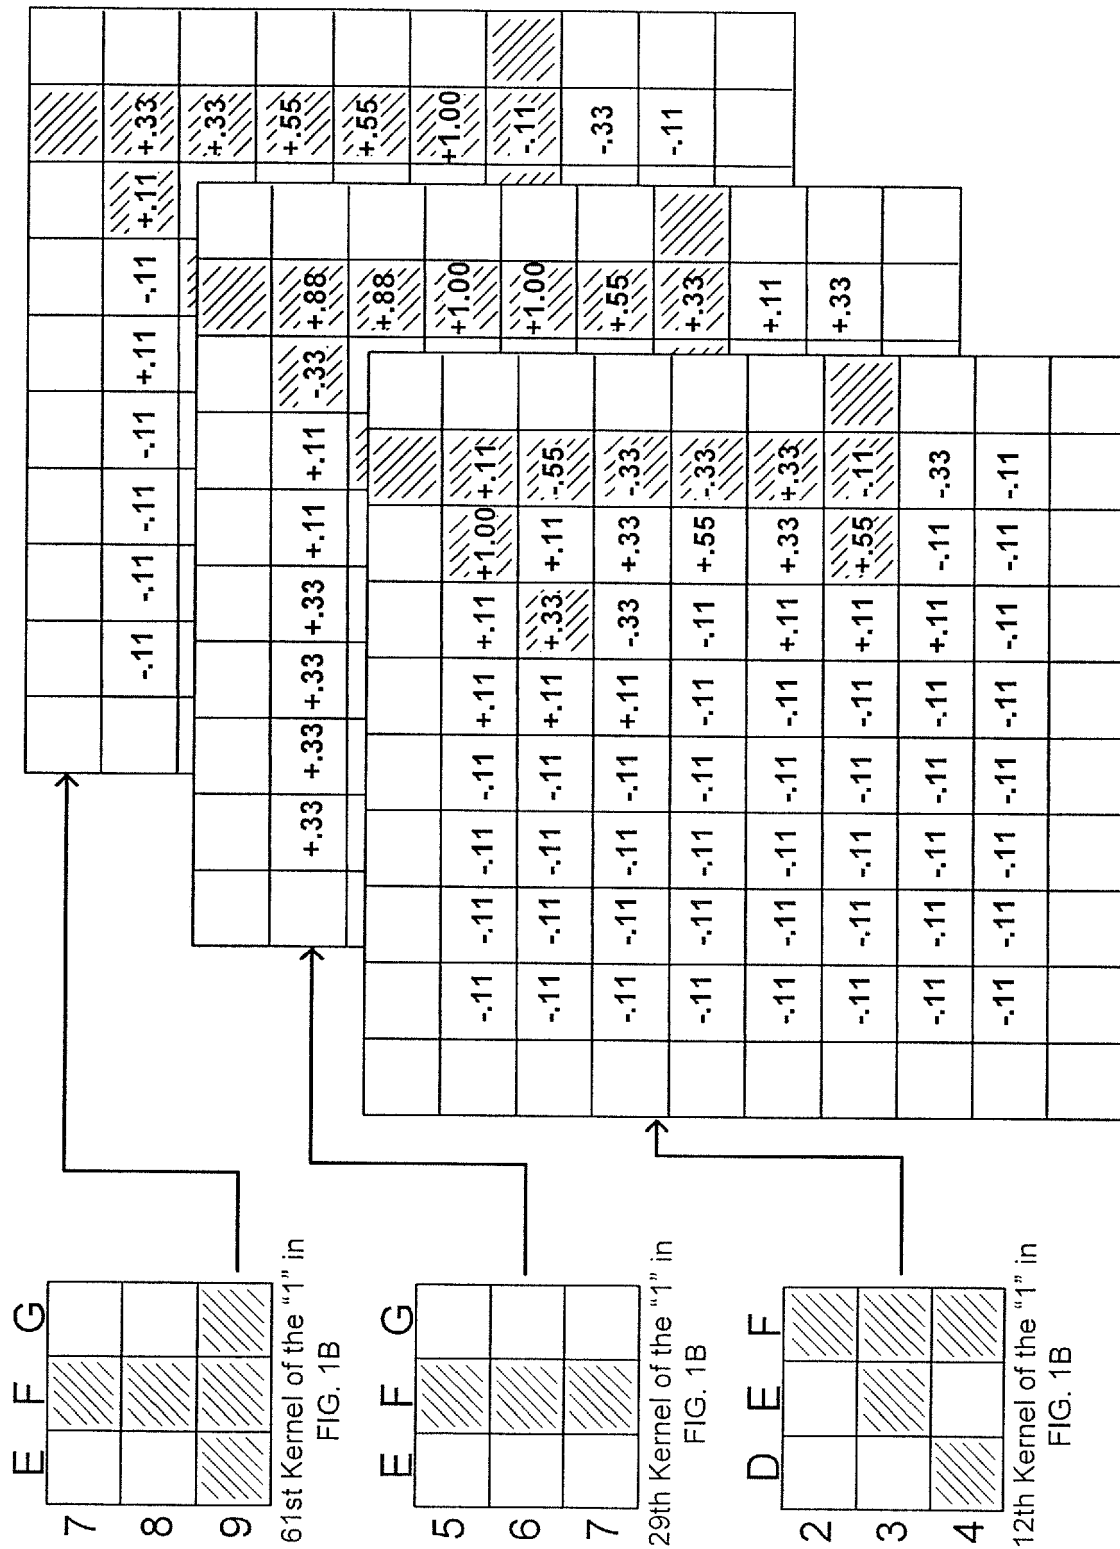 E F G
7
8
9
61st Kernel of the "1" in
FIG. 1B
E F G
5
6
7
29th Kernel of the "1" in
FIG. 1B
D E F
2
3
4
12th Kernel of the "1" in
FIG. 1B
-.11 -.11 -.11 -.11 +.11 -.11 +.11 +.33
+.33
+.55
+.55
+1.00
-.11
-.33
-.11
+.33 +.33 +.33 +.33 +.11 +.11 -.33 +.88
+.88
+1.00
+1.00
+.55
+.33
+.11
+.33
-.11 -.11 -.11 -.11 +.11 +.11 +1.00 +.11
-.11 -.11 -.11 -.11 +.11 +.33 +.11 -.55
-.11 -.11 -.11 -.11 +.11 -.33 +.33 -.33
-.11 -.11 -.11 -.11 -.11 -.11 +.55 -.33
-.11 -.11 -.11 -.11 -.11 +.11 +.33 +.33
-.11 -.11 -.11 -.11 -.11 +.11 +.55 -.11
-.11 -.11 -.11 -.11 -.11 +.11 -.11 -.33
-.11 -.11 -.11 -.11 -.11 -.11 -.11 -.11